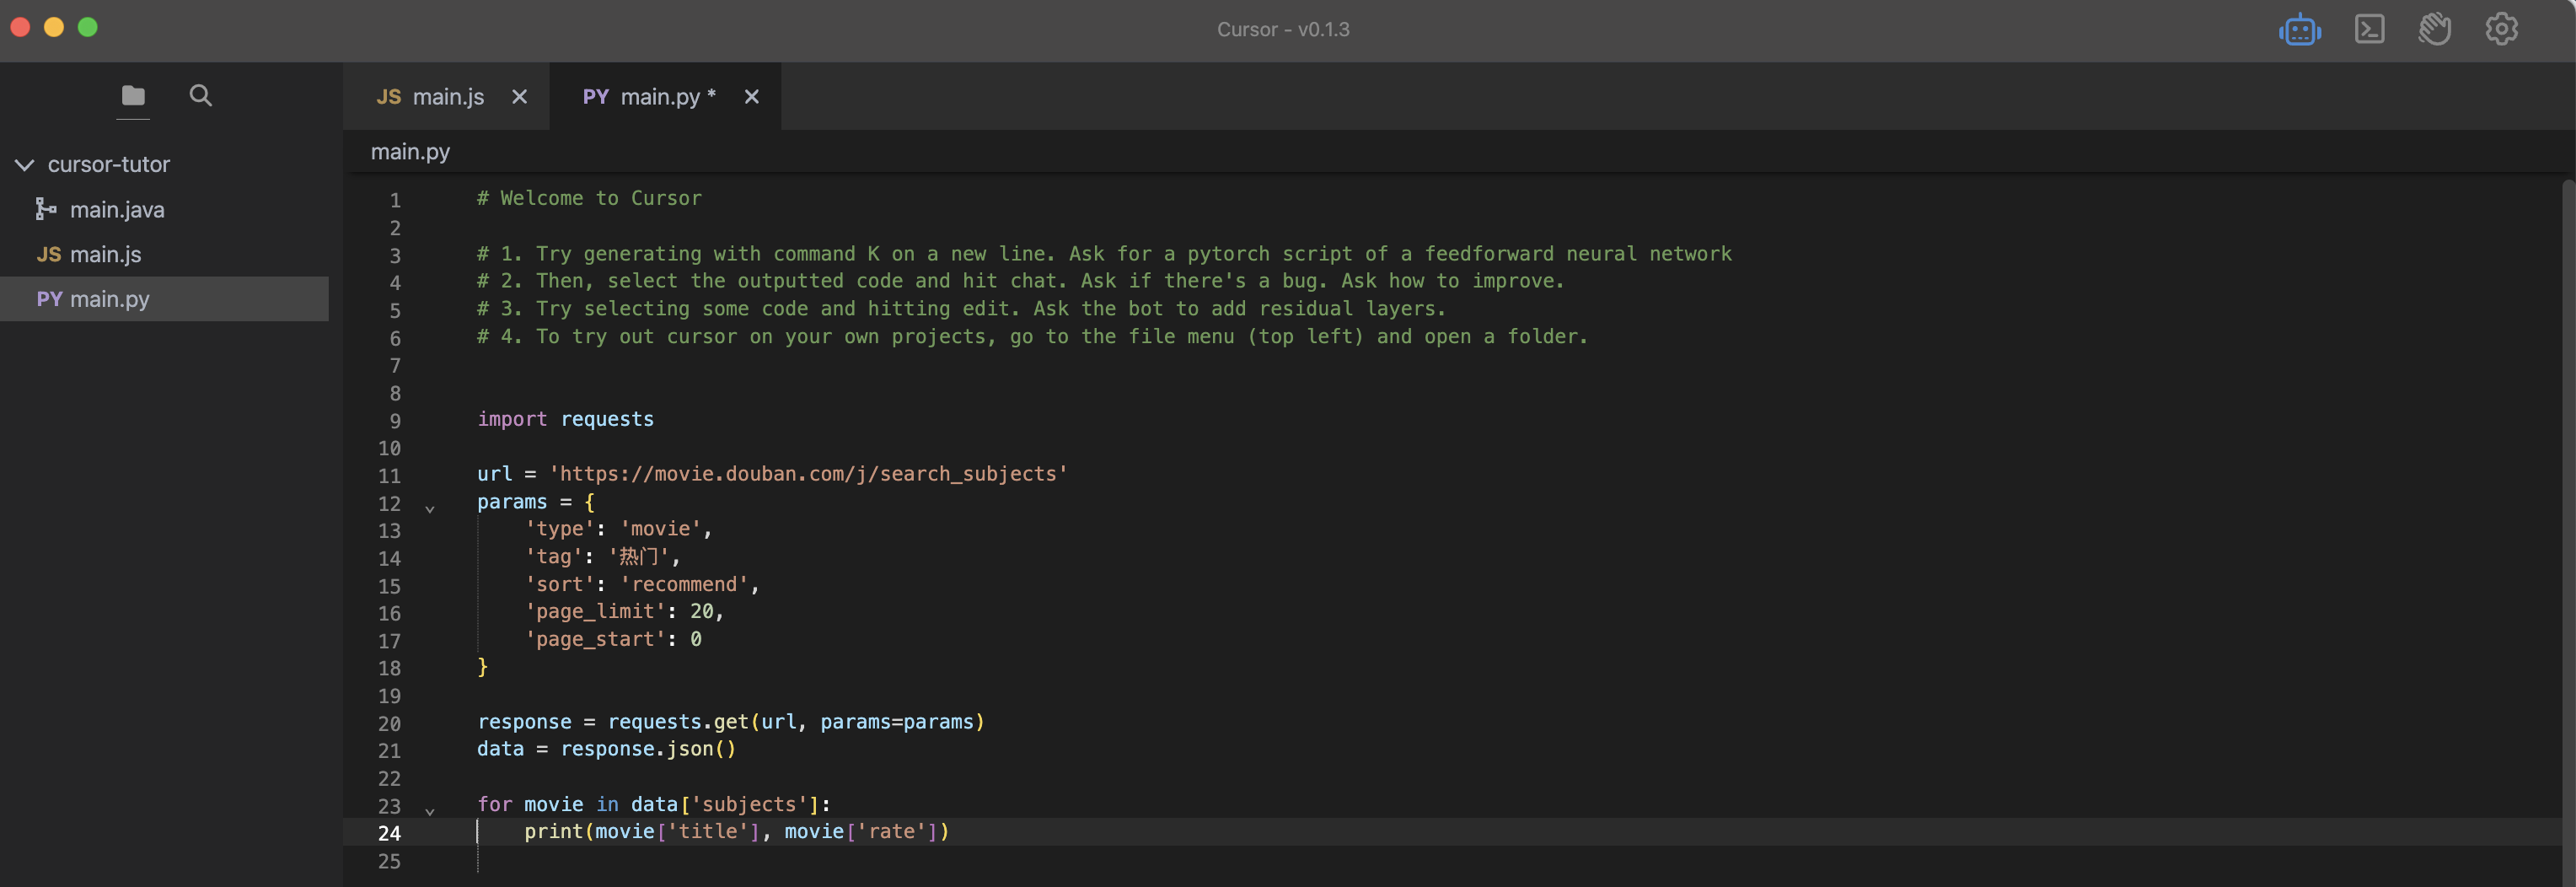 Cursor - v0.1.3
JS main.js
PY main.py *
main.py
cursor-tutor
main.java
JS main.js
PY main.py
1 # Welcome to Cursor
2
3 # 1. Try generating with command K on a new line. Ask for a pytorch script of a feedforward neural network
4 # 2. Then, select the outputted code and hit chat. Ask if there's a bug. Ask how to improve.
5 # 3. Try selecting some code and hitting edit. Ask the bot to add residual layers.
6 # 4. To try out cursor on your own projects, go to the file menu (top left) and open a folder.
7
8
9 import requests
10
11 url = 'https://movie.douban.com/j/search_subjects'
12 params = {
13 'type': 'movie',
14 'tag': '热门',
15 'sort': 'recommend',
16 'page_limit': 20,
17 'page_start': 0
18 }
19
20 response = requests.get(url, params=params)
21 data = response.json()
22
23 for movie in data['subjects']:
24 print(movie['title'], movie['rate'])
25